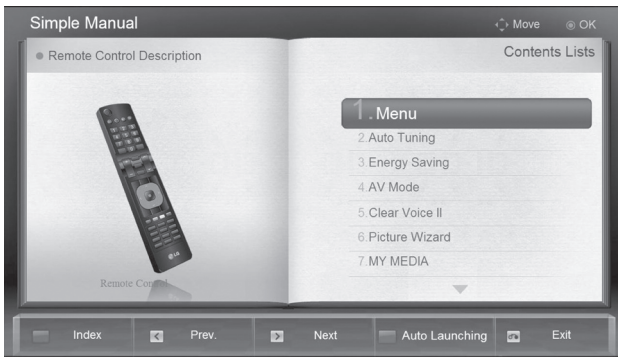 Simple Manual
Move
OK
Remote Control Description
Contents Lists
1. Menu
2. Auto Tuning
3. Energy Saving
4. AV Mode
5. Clear Voice II
6. Picture Wizard
7. MY MEDIA
LG
Remote Control
Index
Prev.
Next
Auto Launching
Exit